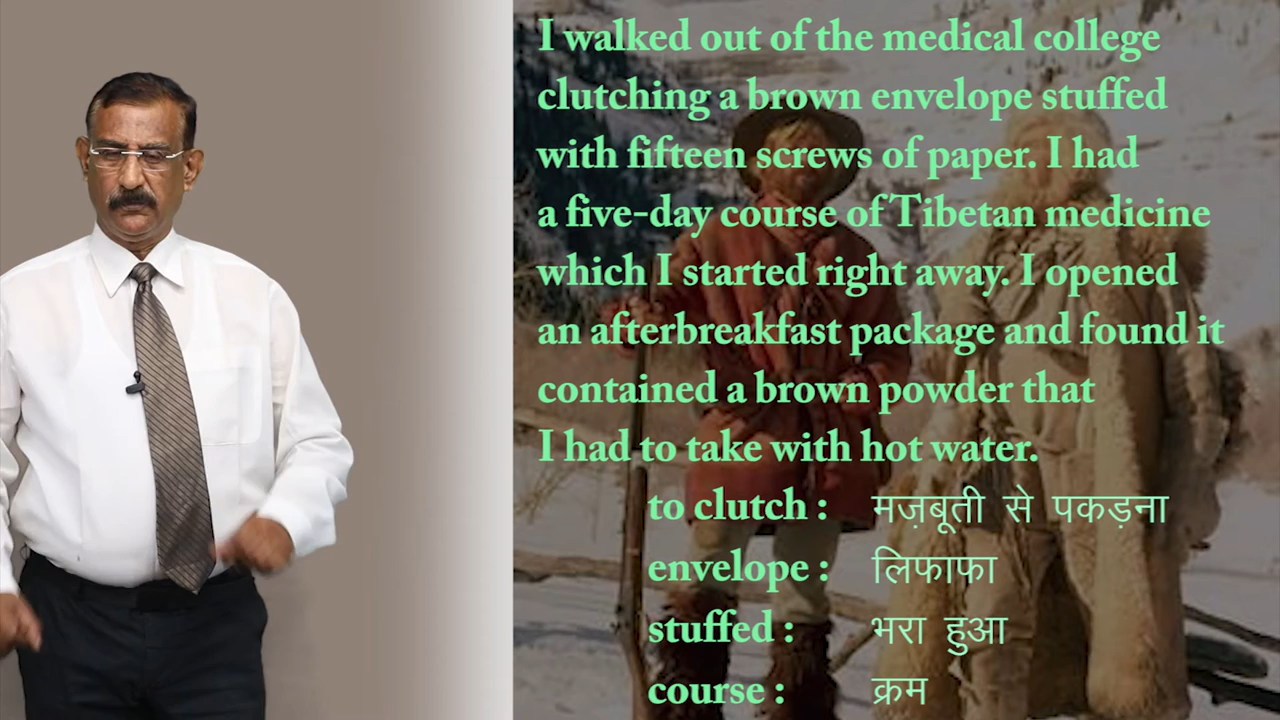 I walked out of the medical college
clutching a brown envelope stuffed
with fifteen screws of paper. I had
a five-day course of Tibetan medicine
which I started right away. I opened
an afterbreakfast package and found it
contained a brown powder that
I had to take with hot water.
to clutch : मज़बूती से पकड़ना
envelope : लिफाफा
stuffed : भरा हुआ
course : क्रम